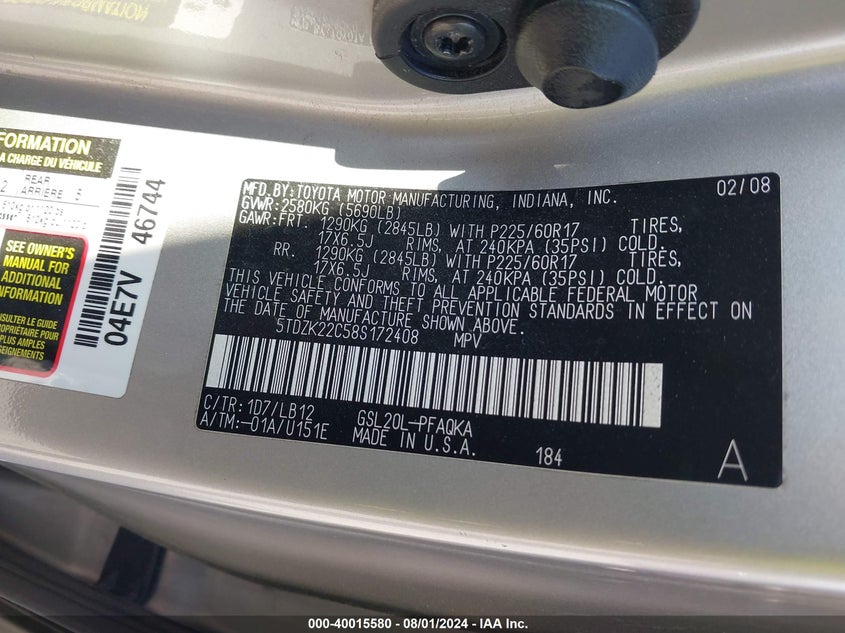 FORMATION
A CHARGE DU VÉHICULE
2 REAR 5
ARRIÈRE
SEE OWNER'S
MANUAL FOR
ADDITIONAL
INFORMATION
PLUS AMPLES
04E7V 46744
MFD.BY:TOYOTA MOTOR MANUFACTURING, INDIANA, INC. 02/08
GVWR:2580KG (5690LB)
GAWR:FRT. 1290KG (2845LB) WITH P225/60R17 TIRES,
17X6.5J RIMS, AT 240KPA (35PSI) COLD.
RR. 1290KG (2845LB) WITH P225/60R17 TIRES,
17X6.5J RIMS, AT 240KPA (35PSI) COLD.
THIS VEHICLE CONFORMS TO ALL APPLICABLE FEDERAL MOTOR
VEHICLE SAFETY AND THEFT PREVENTION STANDARDS IN EFFECT ON
THE DATE OF MANUFACTURE SHOWN ABOVE.
5TDZK22C58S172408 MPV
C/TR:1D7/LB12 GSL20L-PFAQKA
A/TM:-01A/U151E MADE IN U.S.A.
184 A
000-40015580 - 08/01/2024 - IAA Inc.